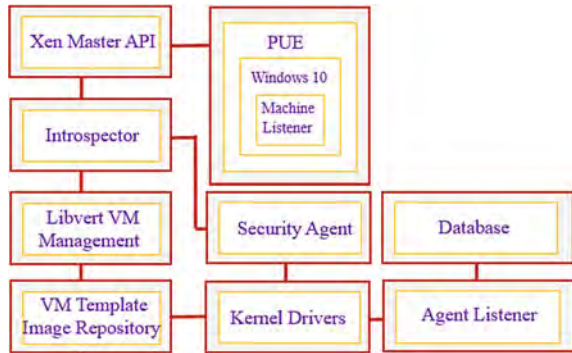 Xen Master API
PUE
Windows 10
Machine
Listener
Introspector
Libvert VM
Management
Security Agent
Database
VM Template
Image Repository
Kernel Drivers
Agent Listener